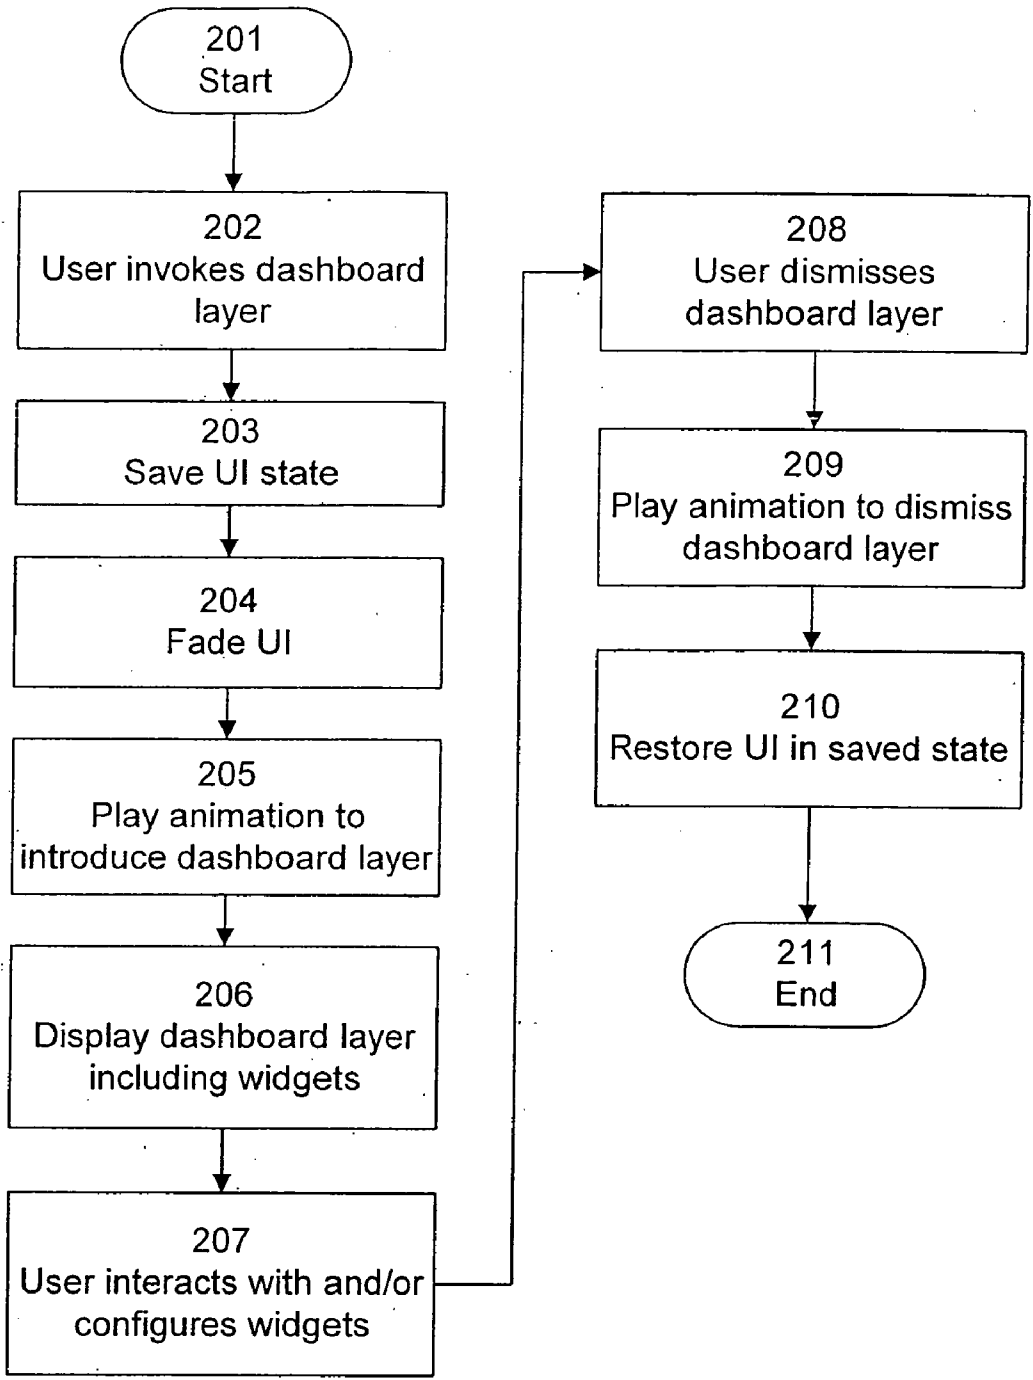 201
Start
202
User invokes dashboard
layer
203
Save UI state
204
Fade UI
205
Play animation to
introduce dashboard layer
206
Display dashboard layer
including widgets
207
User interacts with and/or
configures widgets
208
User dismisses
dashboard layer
209
Play animation to dismiss
dashboard layer
210
Restore UI in saved state
211
End